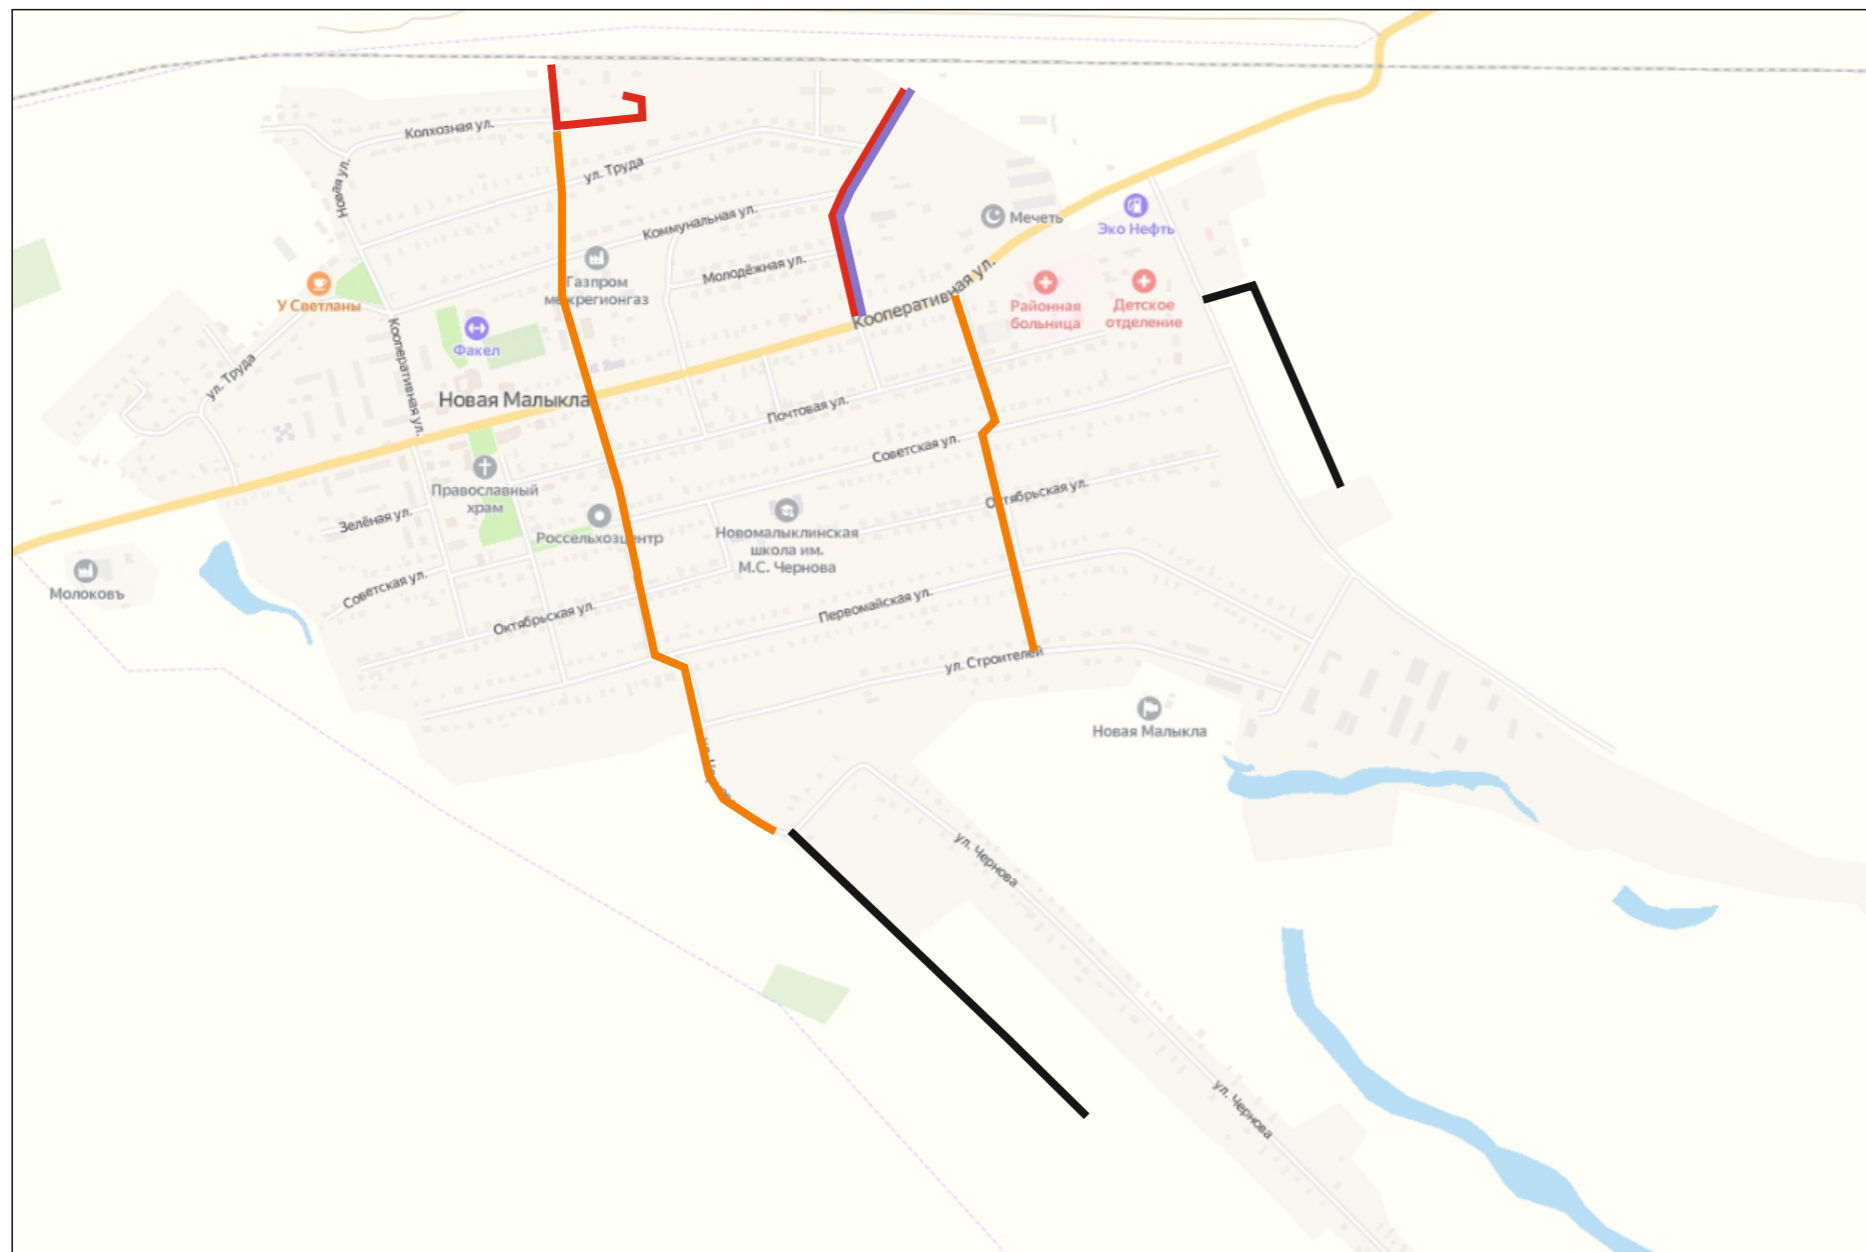 Колхозная ул.
ул. Труда
Новая ул.
Коммунальная ул.
Мечеть
Эко Нефть
Газпром
межрегионгаз
Молодёжная ул.
Кооперативная ул.
Районная
больница
Детское
отделение
У Светланы
Факел
ул. Труда
Кооперативная ул.
Новая Малыкла
Почтовая ул.
Советская ул.
Православный
храм
Зелёная ул.
Россельхозцентр
Новомалыклинская
школа им.
М.С. Чернова
Октябрьская ул.
Молоковъ
Советская ул.
Октябрьская ул.
Первомайская ул.
ул. Строителей
Новая Малыкла
ул. Чернова
ул. Чернова